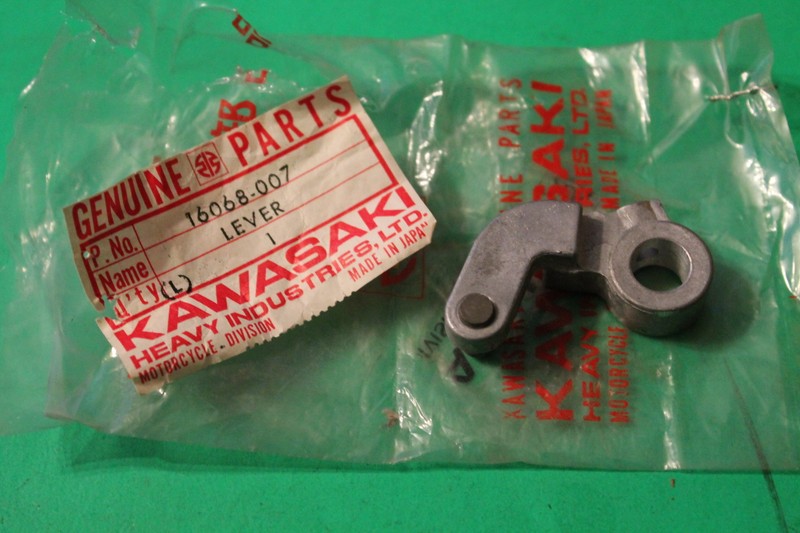 GENUINE PARTS
P. No. 16068-007
Name LEVER
Q'ty 1
(L)
KAWASAKI
HEAVY INDUSTRIES, LTD.
MOTORCYCLE DIVISION MADE IN JAPAN
PARTS
KAWASAKI
HEAVY
LTD
MOTORCYCLE
MADE IN JAPAN